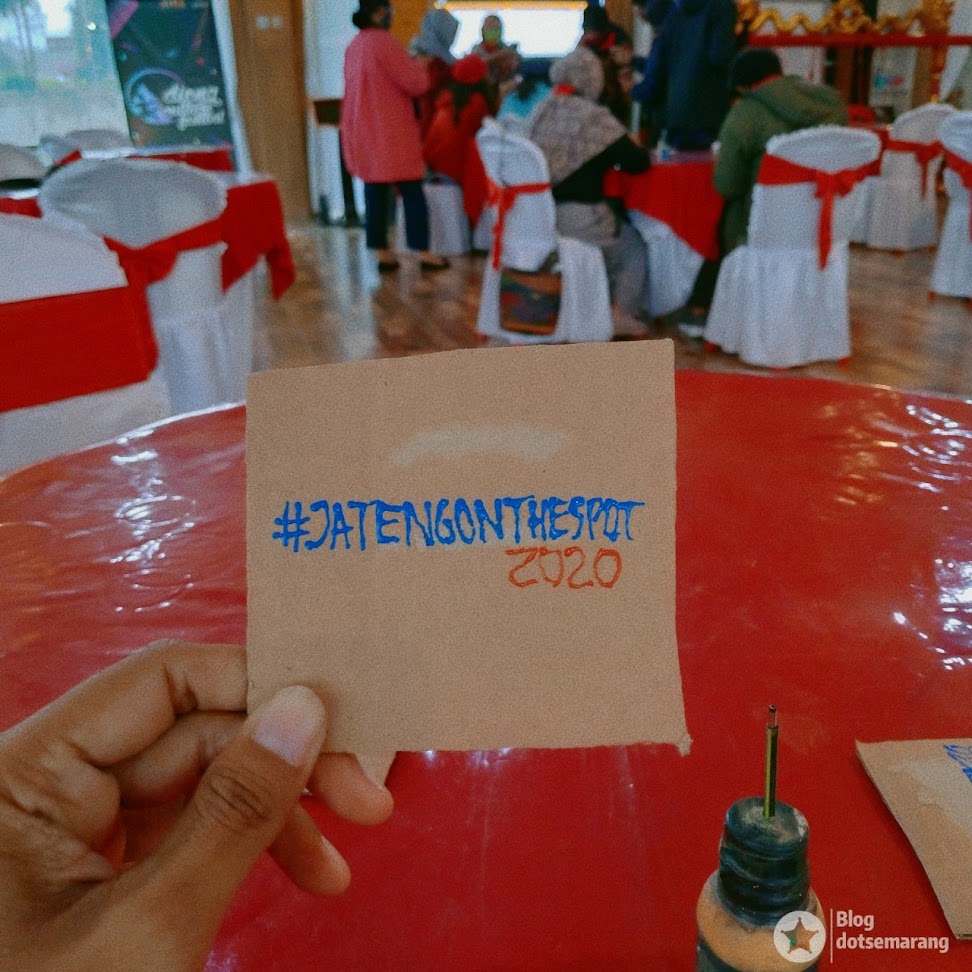 #JATENGONTHESPOT
2020
Blog
dotsemarang